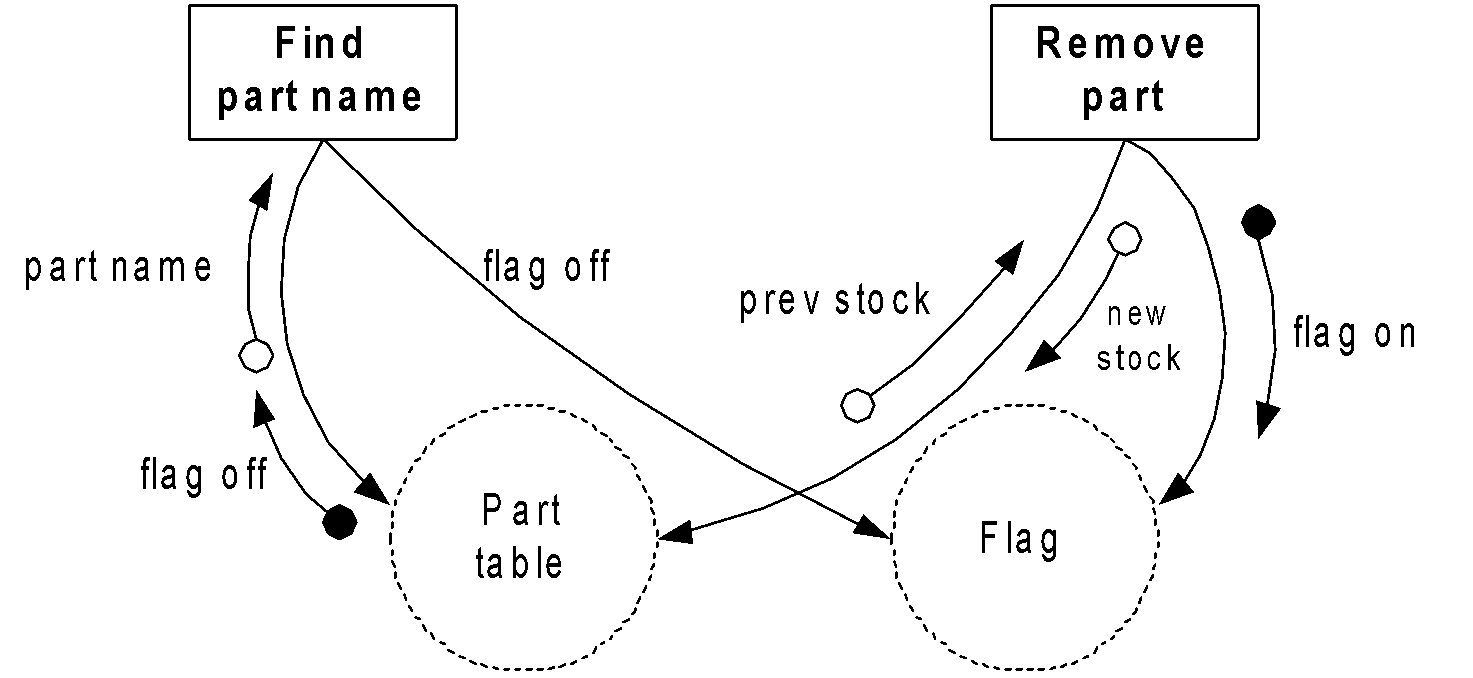 Find
part name
Remove
part
part name
flag off
prev stock
new
stock
flag on
flag off
Part
table
Flag